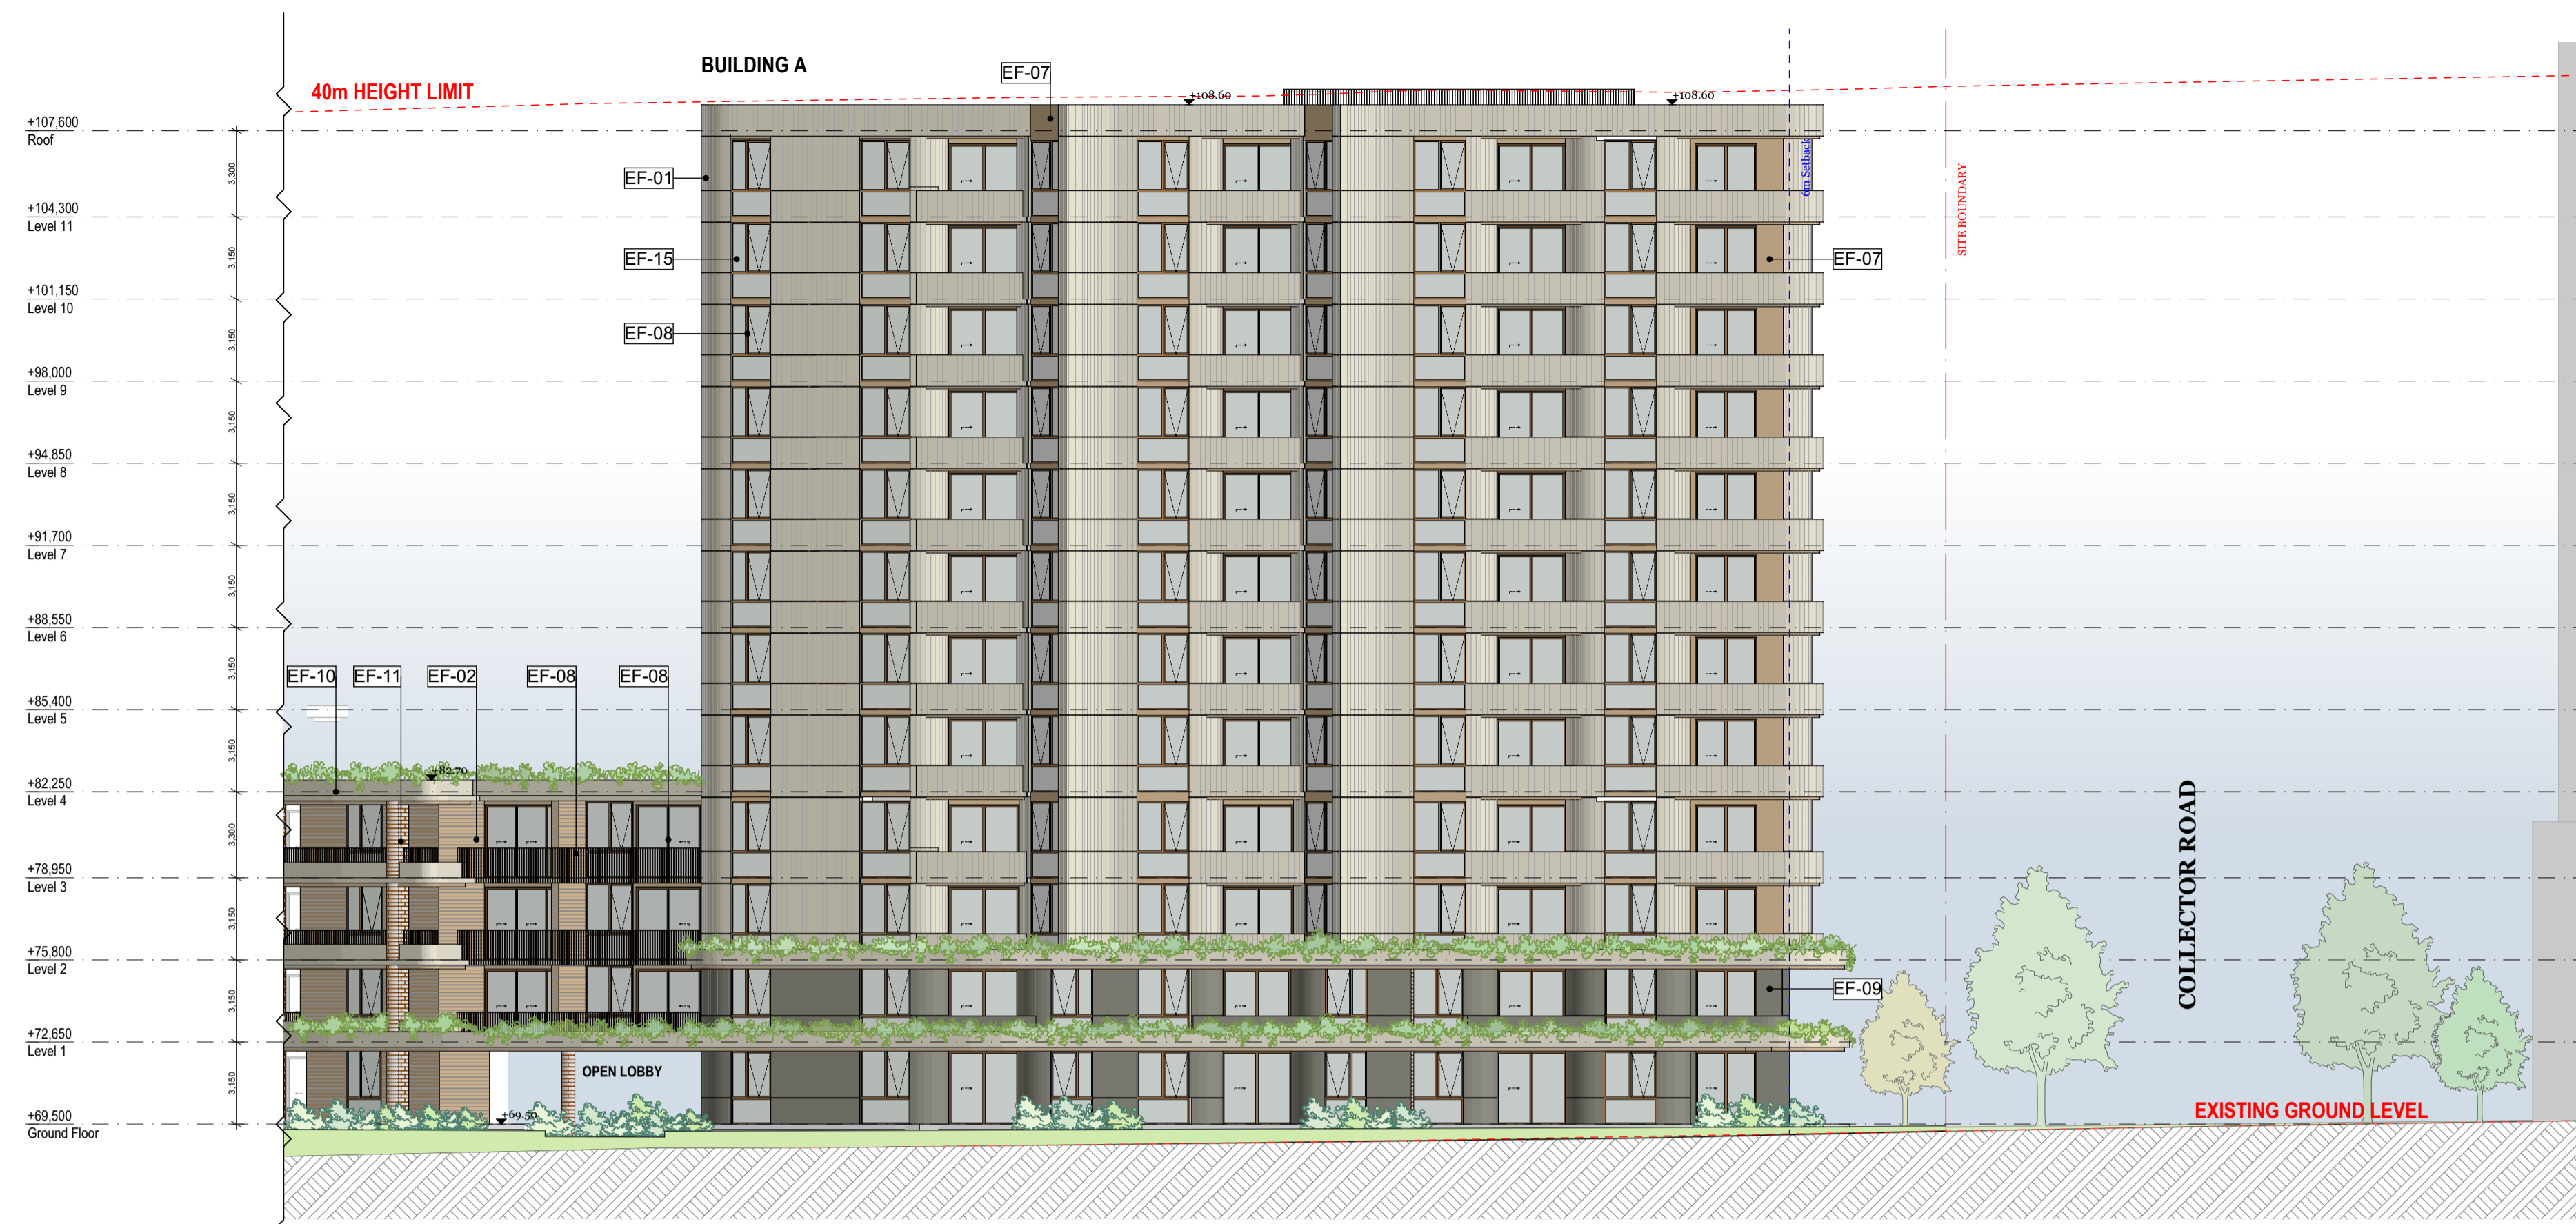 BUILDING A
EF-07
40m HEIGHT LIMIT
+108.60
+108.60
+107,600
Roof
3.300
EF-01
6m Setback
SITE BOUNDARY
+104,300
Level 11
3.150
EF-15
EF-07
+101,150
Level 10
3.150
EF-08
+98,000
Level 9
3.150
+94,850
Level 8
3.150
+91,700
Level 7
3.150
+88,550
Level 6
3.150
EF-10
EF-11
EF-02
EF-08
EF-08
+85,400
Level 5
3.150
+82.70
+82,250
Level 4
3.300
COLLECTOR ROAD
+78,950
Level 3
3.150
+75,800
Level 2
3.150
EF-09
+72,650
Level 1
3.150
OPEN LOBBY
+69.50
+69,500
Ground Floor
EXISTING GROUND LEVEL